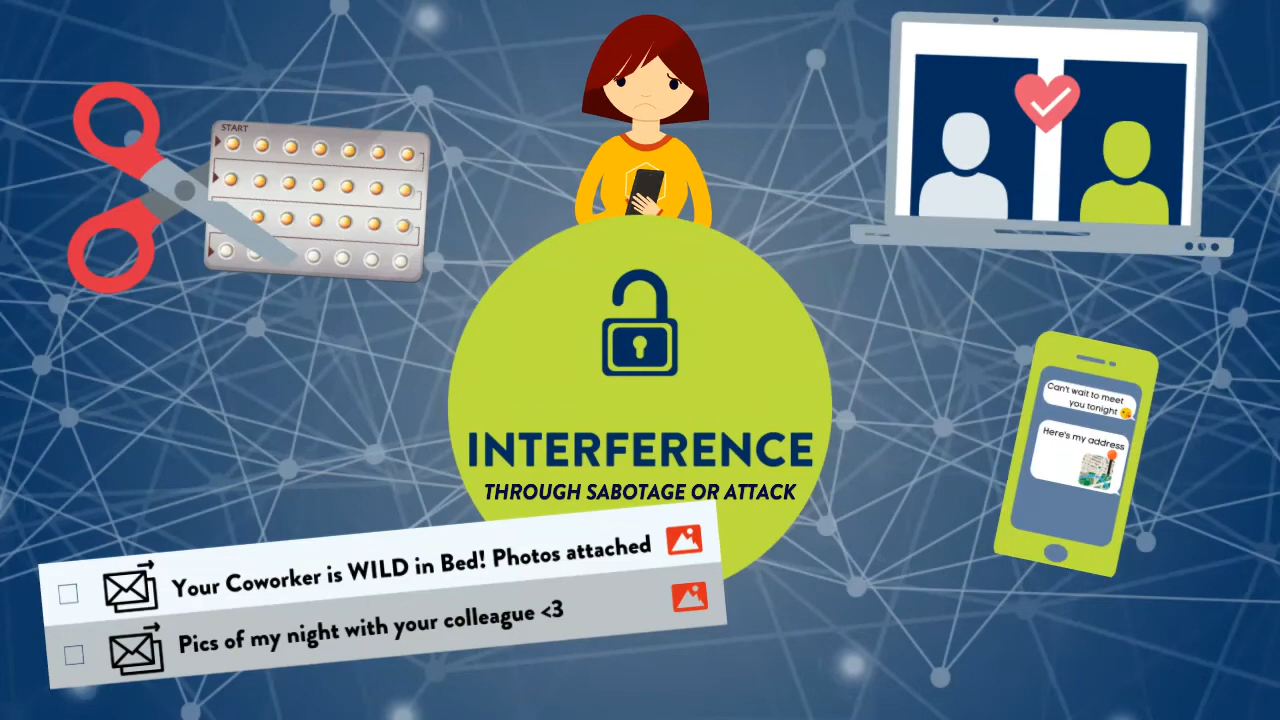 START
Can't wait to meet
you tonight 😘
Here's my address
INTERFERENCE
THROUGH SABOTAGE OR ATTACK
Your Coworker is WILD in Bed! Photos attached
Pics of my night with your colleague <3